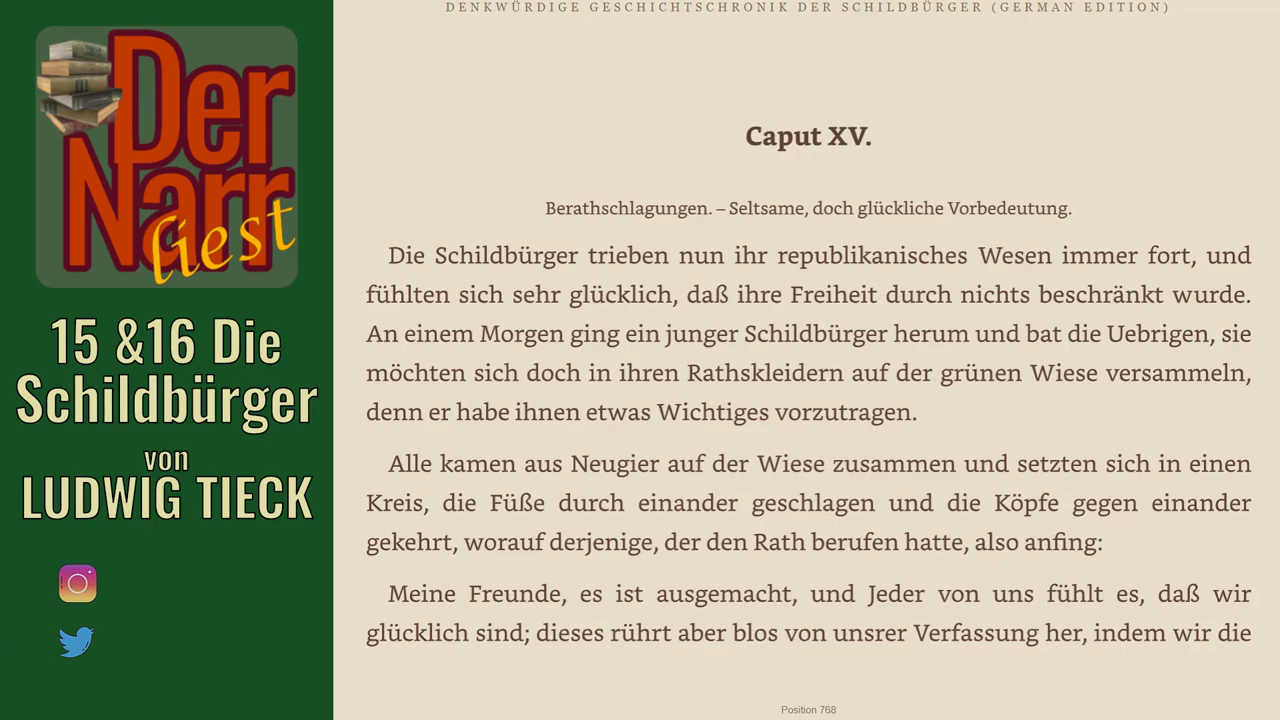 Der
Narr
liest
15 &16 Die
Schildbürger
von
LUDWIG TIECK
DENKWÜRDIGE GESCHICHTSCHRONIK DER SCHILDBÜRGER (GERMAN EDITION)
Caput XV.
Berathschlagungen. – Seltsame, doch glückliche Vorbedeutung.
Die Schildbürger trieben nun ihr republikanisches Wesen immer fort, und
fühlten sich sehr glücklich, daß ihre Freiheit durch nichts beschränkt wurde.
An einem Morgen ging ein junger Schildbürger herum und bat die Uebrigen, sie
möchten sich doch in ihren Rathskleidern auf der grünen Wiese versammeln,
denn er habe ihnen etwas Wichtiges vorzutragen.
Alle kamen aus Neugier auf der Wiese zusammen und setzten sich in einen
Kreis, die Füße durch einander geschlagen und die Köpfe gegen einander
gekehrt, worauf derjenige, der den Rath berufen hatte, also anfing:
Meine Freunde, es ist ausgemacht, und Jeder von uns fühlt es, daß wir
glücklich sind; dieses rührt aber blos von unsrer Verfassung her, indem wir die
Position 768